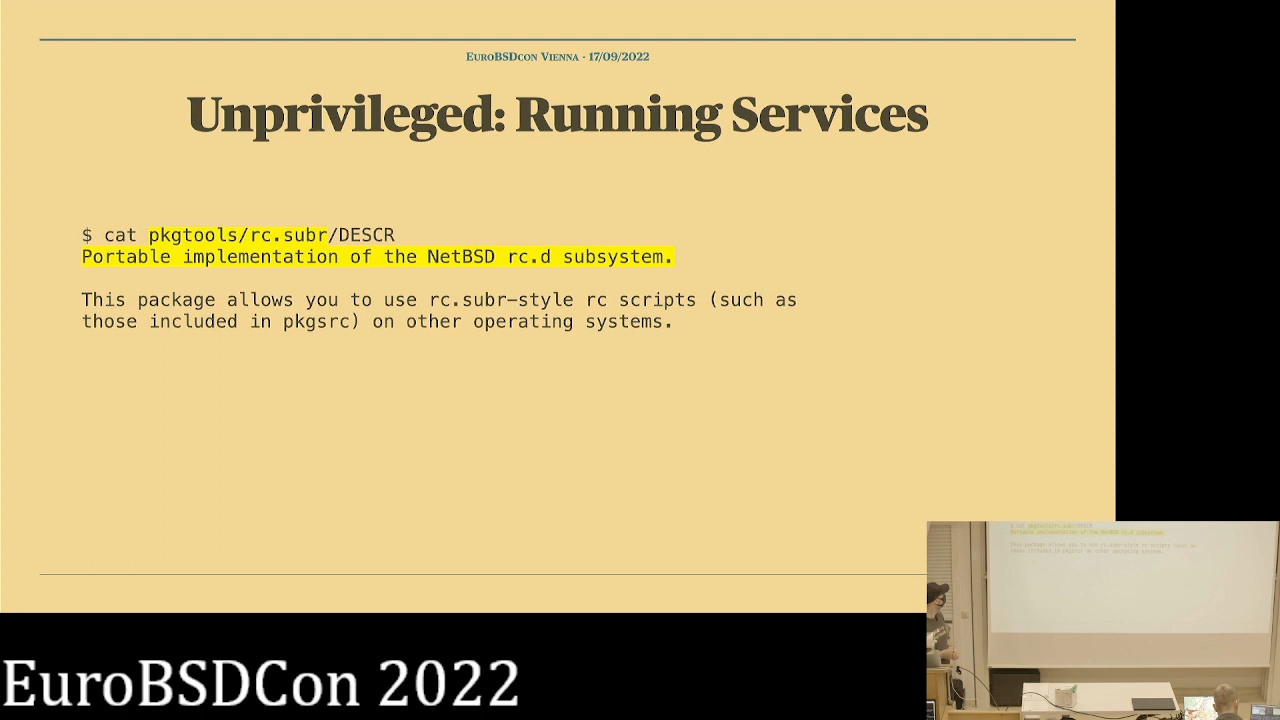 EuroBSDcon Vienna · 17/09/2022
Unprivileged: Running Services
$ cat pkgtools/rc.subr/DESCR
Portable implementation of the NetBSD rc.d subsystem.
This package allows you to use rc.subr-style rc scripts (such as
those included in pkgsrc) on other operating systems.
EuroBSDCon 2022